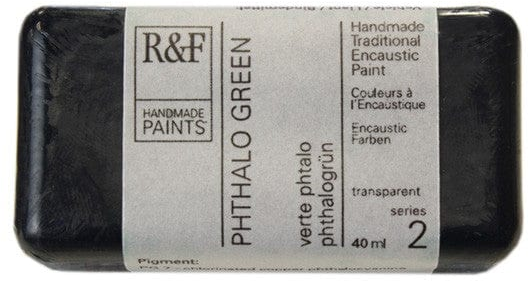 R&F
HANDMADE
PAINTS
PHTHALO GREEN
verte phtalo
phthalogrün
Handmade
Traditional
Encaustic
Paint
Couleurs à
l'Encaustique
Encaustic
Farben
transparent
series
40 ml 2
Pigment: